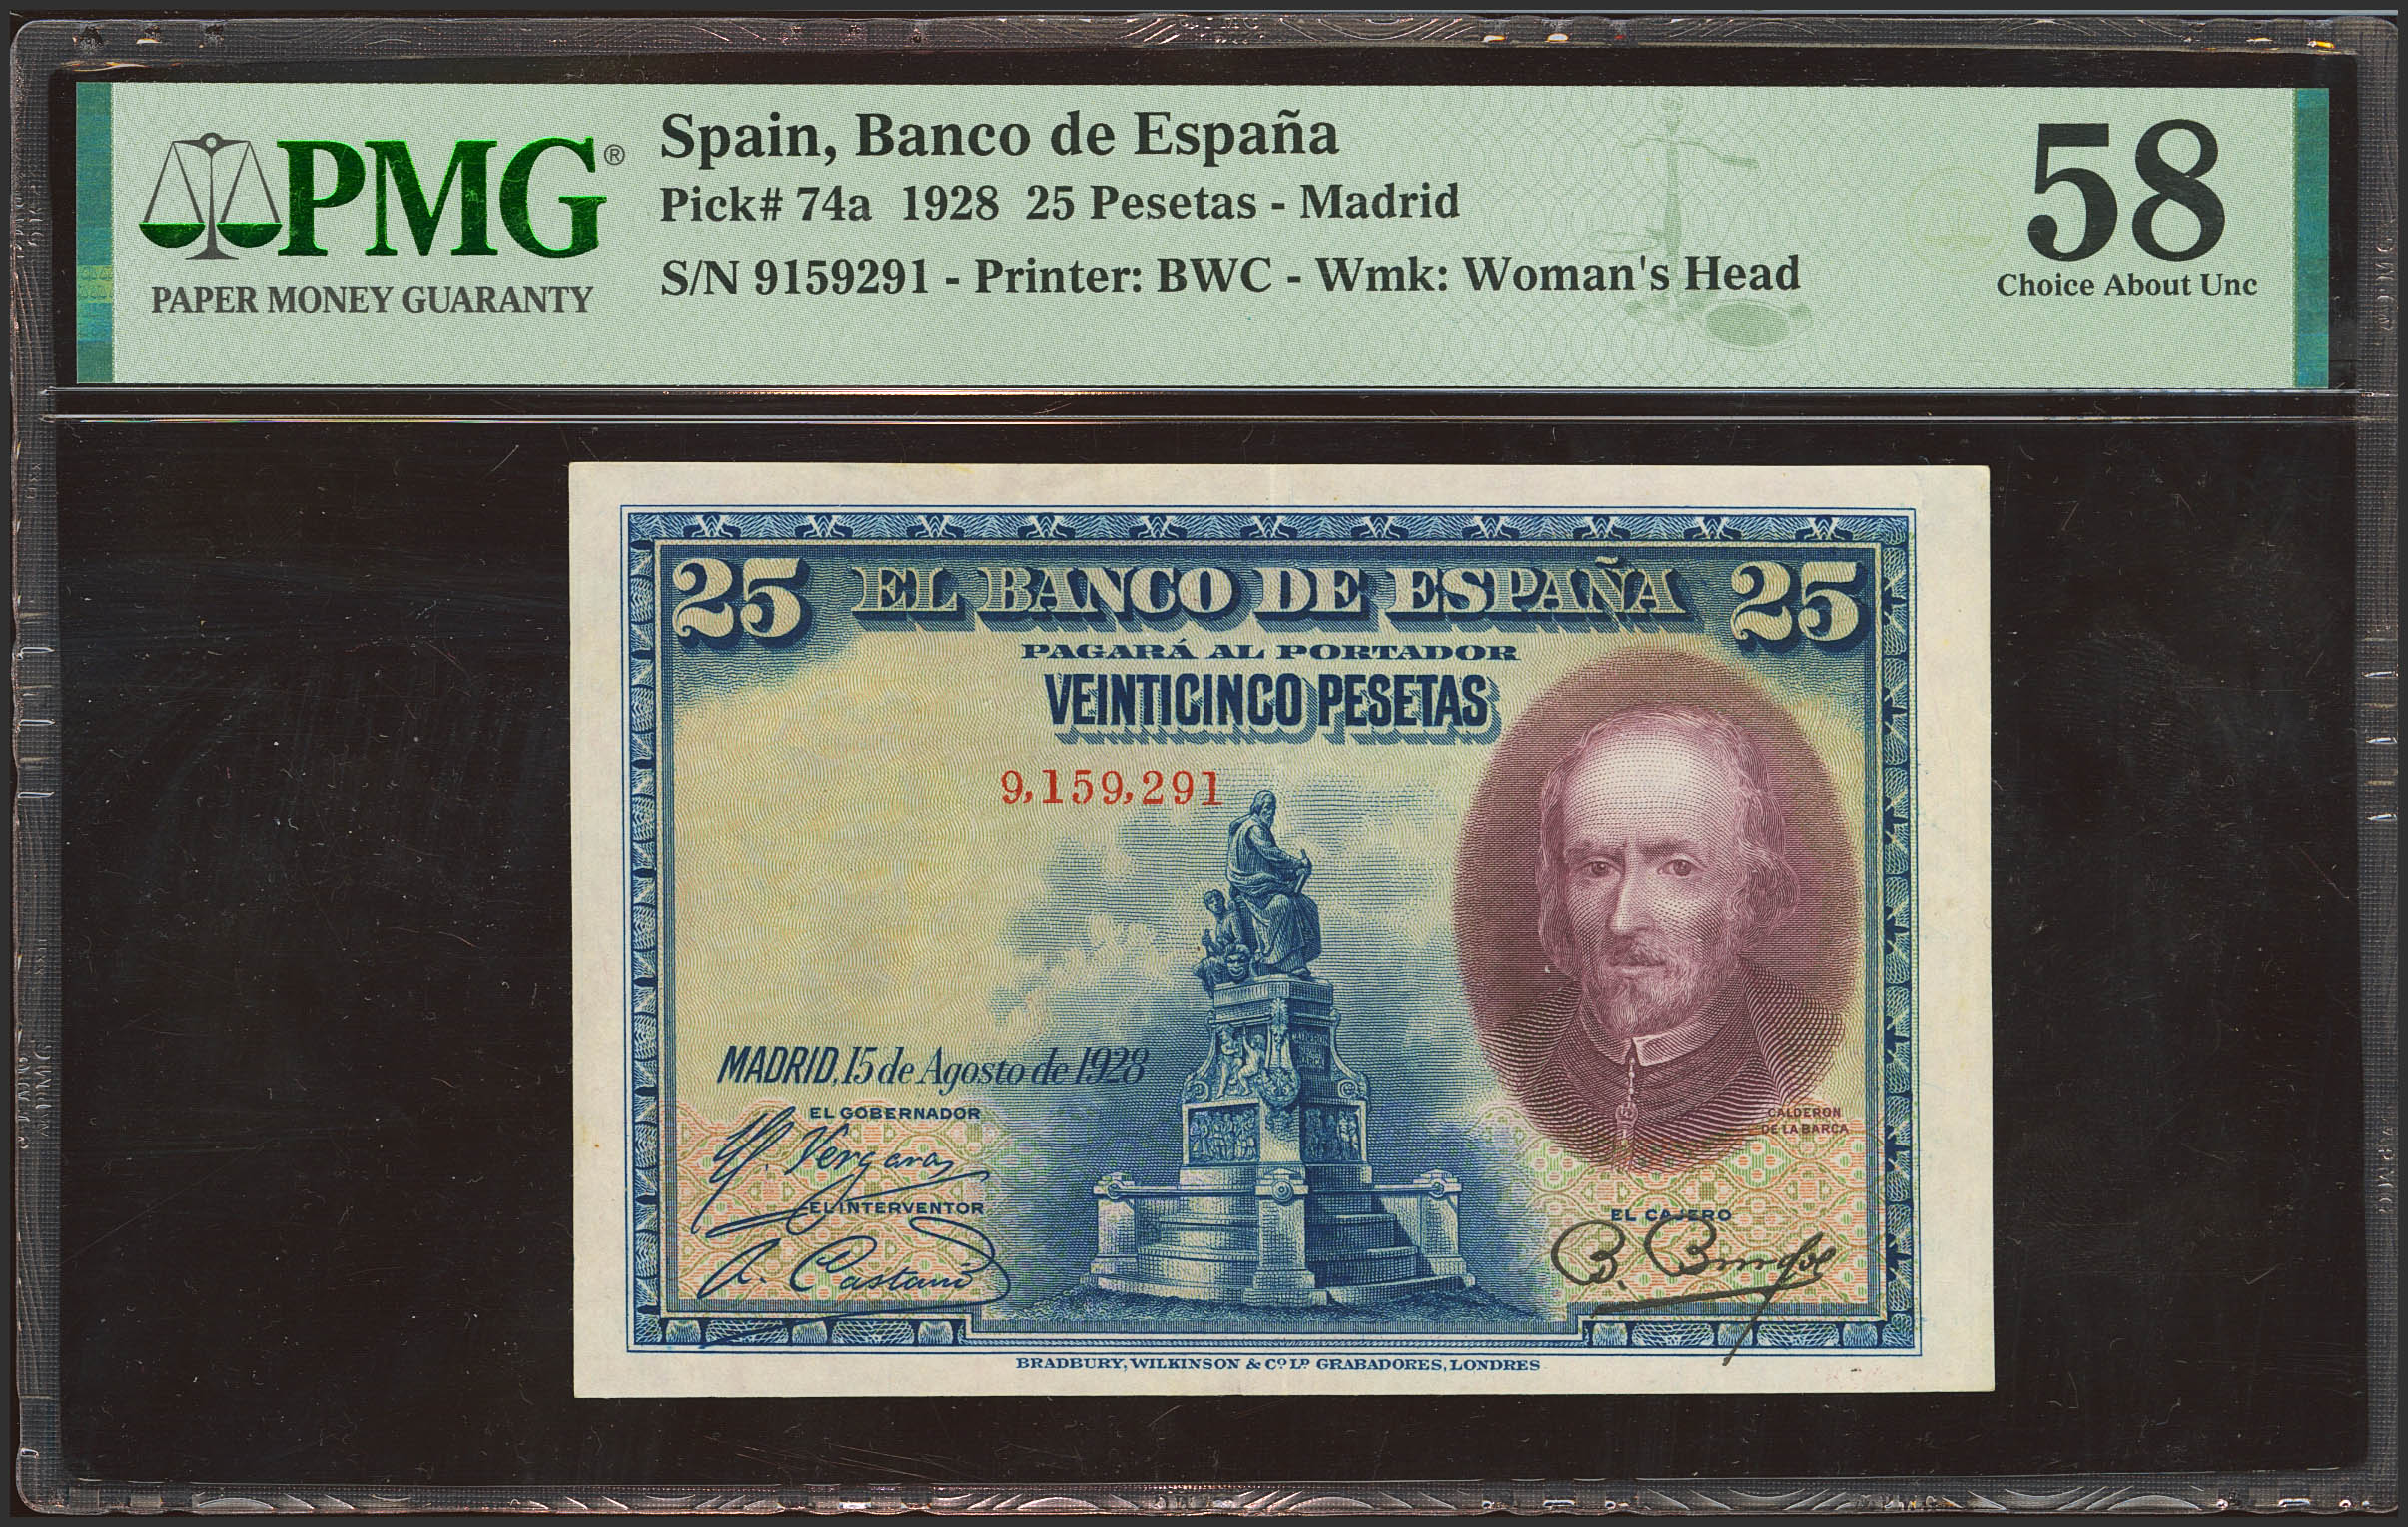 PMG®
PAPER MONEY GUARANTY
Spain, Banco de España
Pick# 74a 1928 25 Pesetas - Madrid
S/N 9159291 - Printer: BWC - Wmk: Woman's Head
58
Choice About Unc
25 EL BANCO DE ESPAÑA 25
PAGARÁ AL PORTADOR
VEINTICINCO PESETAS
9,159,291
MADRID, 15 de Agosto de 1928
EL GOBERNADOR
Vergara
EL INTERVENTOR
CALDERON
DE LA BARCA
EL CAJERO
BRADBURY, WILKINSON & Cº Lᴰ GRABADORES, LONDRES